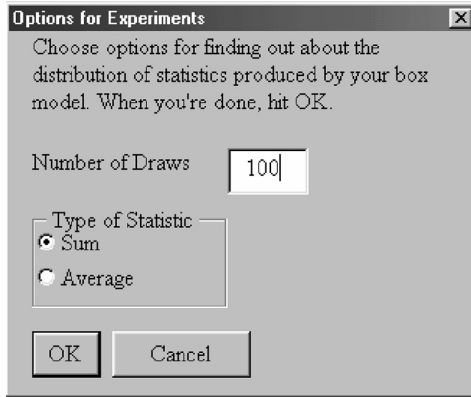 Options for Experiments
Choose options for finding out about the
distribution of statistics produced by your box
model. When you're done, hit OK.
Number of Draws 100
Type of Statistic
Sum
Average
OK Cancel